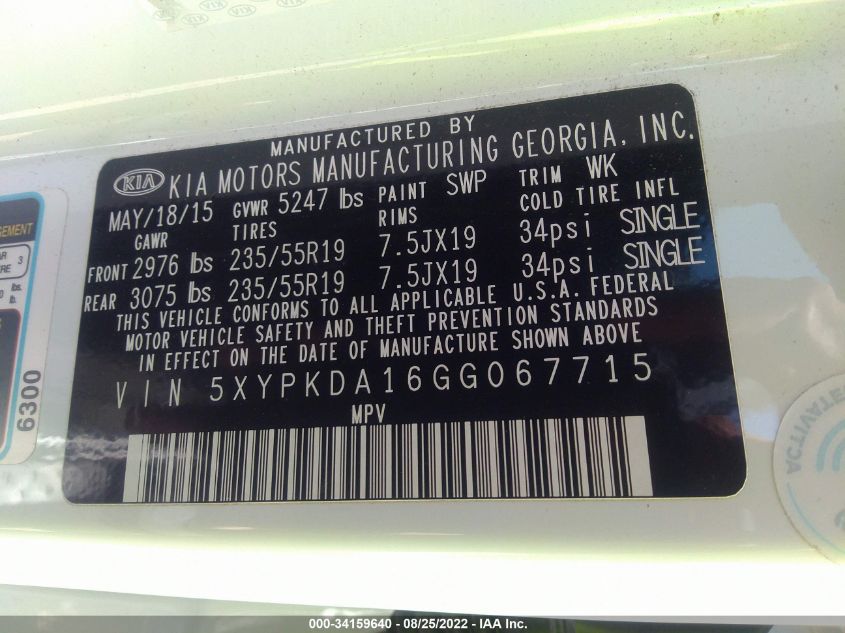 MANUFACTURED BY
KIA KIA MOTORS MANUFACTURING GEORGIA, INC.
MAY/18/15 GVWR 5247 lbs PAINT SWP TRIM WK
GAWR TIRES RIMS COLD TIRE INFL
FRONT 2976 lbs 235/55R19 7.5JX19 34psi SINGLE
REAR 3075 lbs 235/55R19 7.5JX19 34psi SINGLE
THIS VEHICLE CONFORMS TO ALL APPLICABLE U.S.A. FEDERAL
MOTOR VEHICLE SAFETY AND THEFT PREVENTION STANDARDS
IN EFFECT ON THE DATE OF MANUFACTURE SHOWN ABOVE
VIN 5XYPKDA16GG067715
MPV
3
lb.
6300
000-34159640 - 08/25/2022 - IAA Inc.